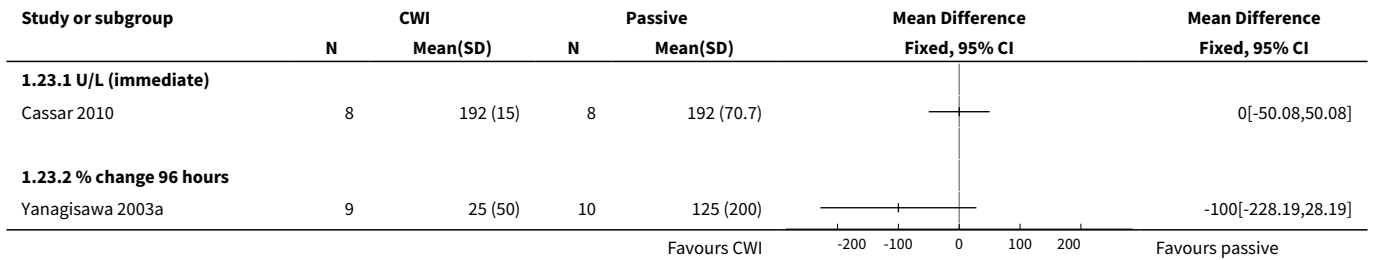 Study or subgroup CWI Passive Mean Difference Mean Difference
N Mean(SD) N Mean(SD) Fixed, 95% CI Fixed, 95% CI
1.23.1 U/L (immediate)
Cassar 2010 8 192 (15) 8 192 (70.7) 0[-50.08,50.08]
1.23.2 % change 96 hours
Yanagisawa 2003a 9 25 (50) 10 125 (200) -100[-228.19,28.19]
Favours CWI -200 -100 0 100 200 Favours passive